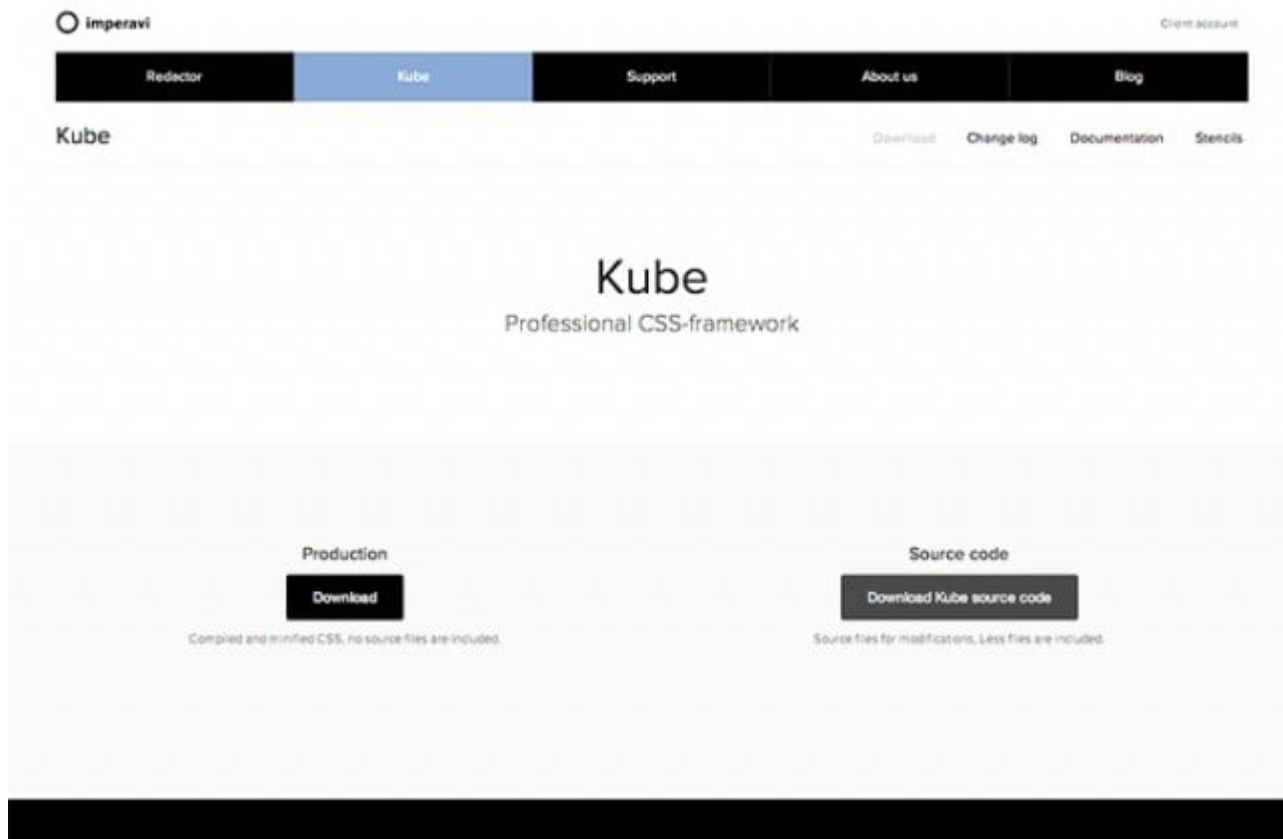 imperavi
Client account
Redactor Kube Support About us Blog
Kube Download Change log Documentation Stencils
Kube
Professional CSS-framework
Production Source code
Download Download Kube source code
Compiled and minified CSS, no source files are included. Source files for modifications, Less files are included.